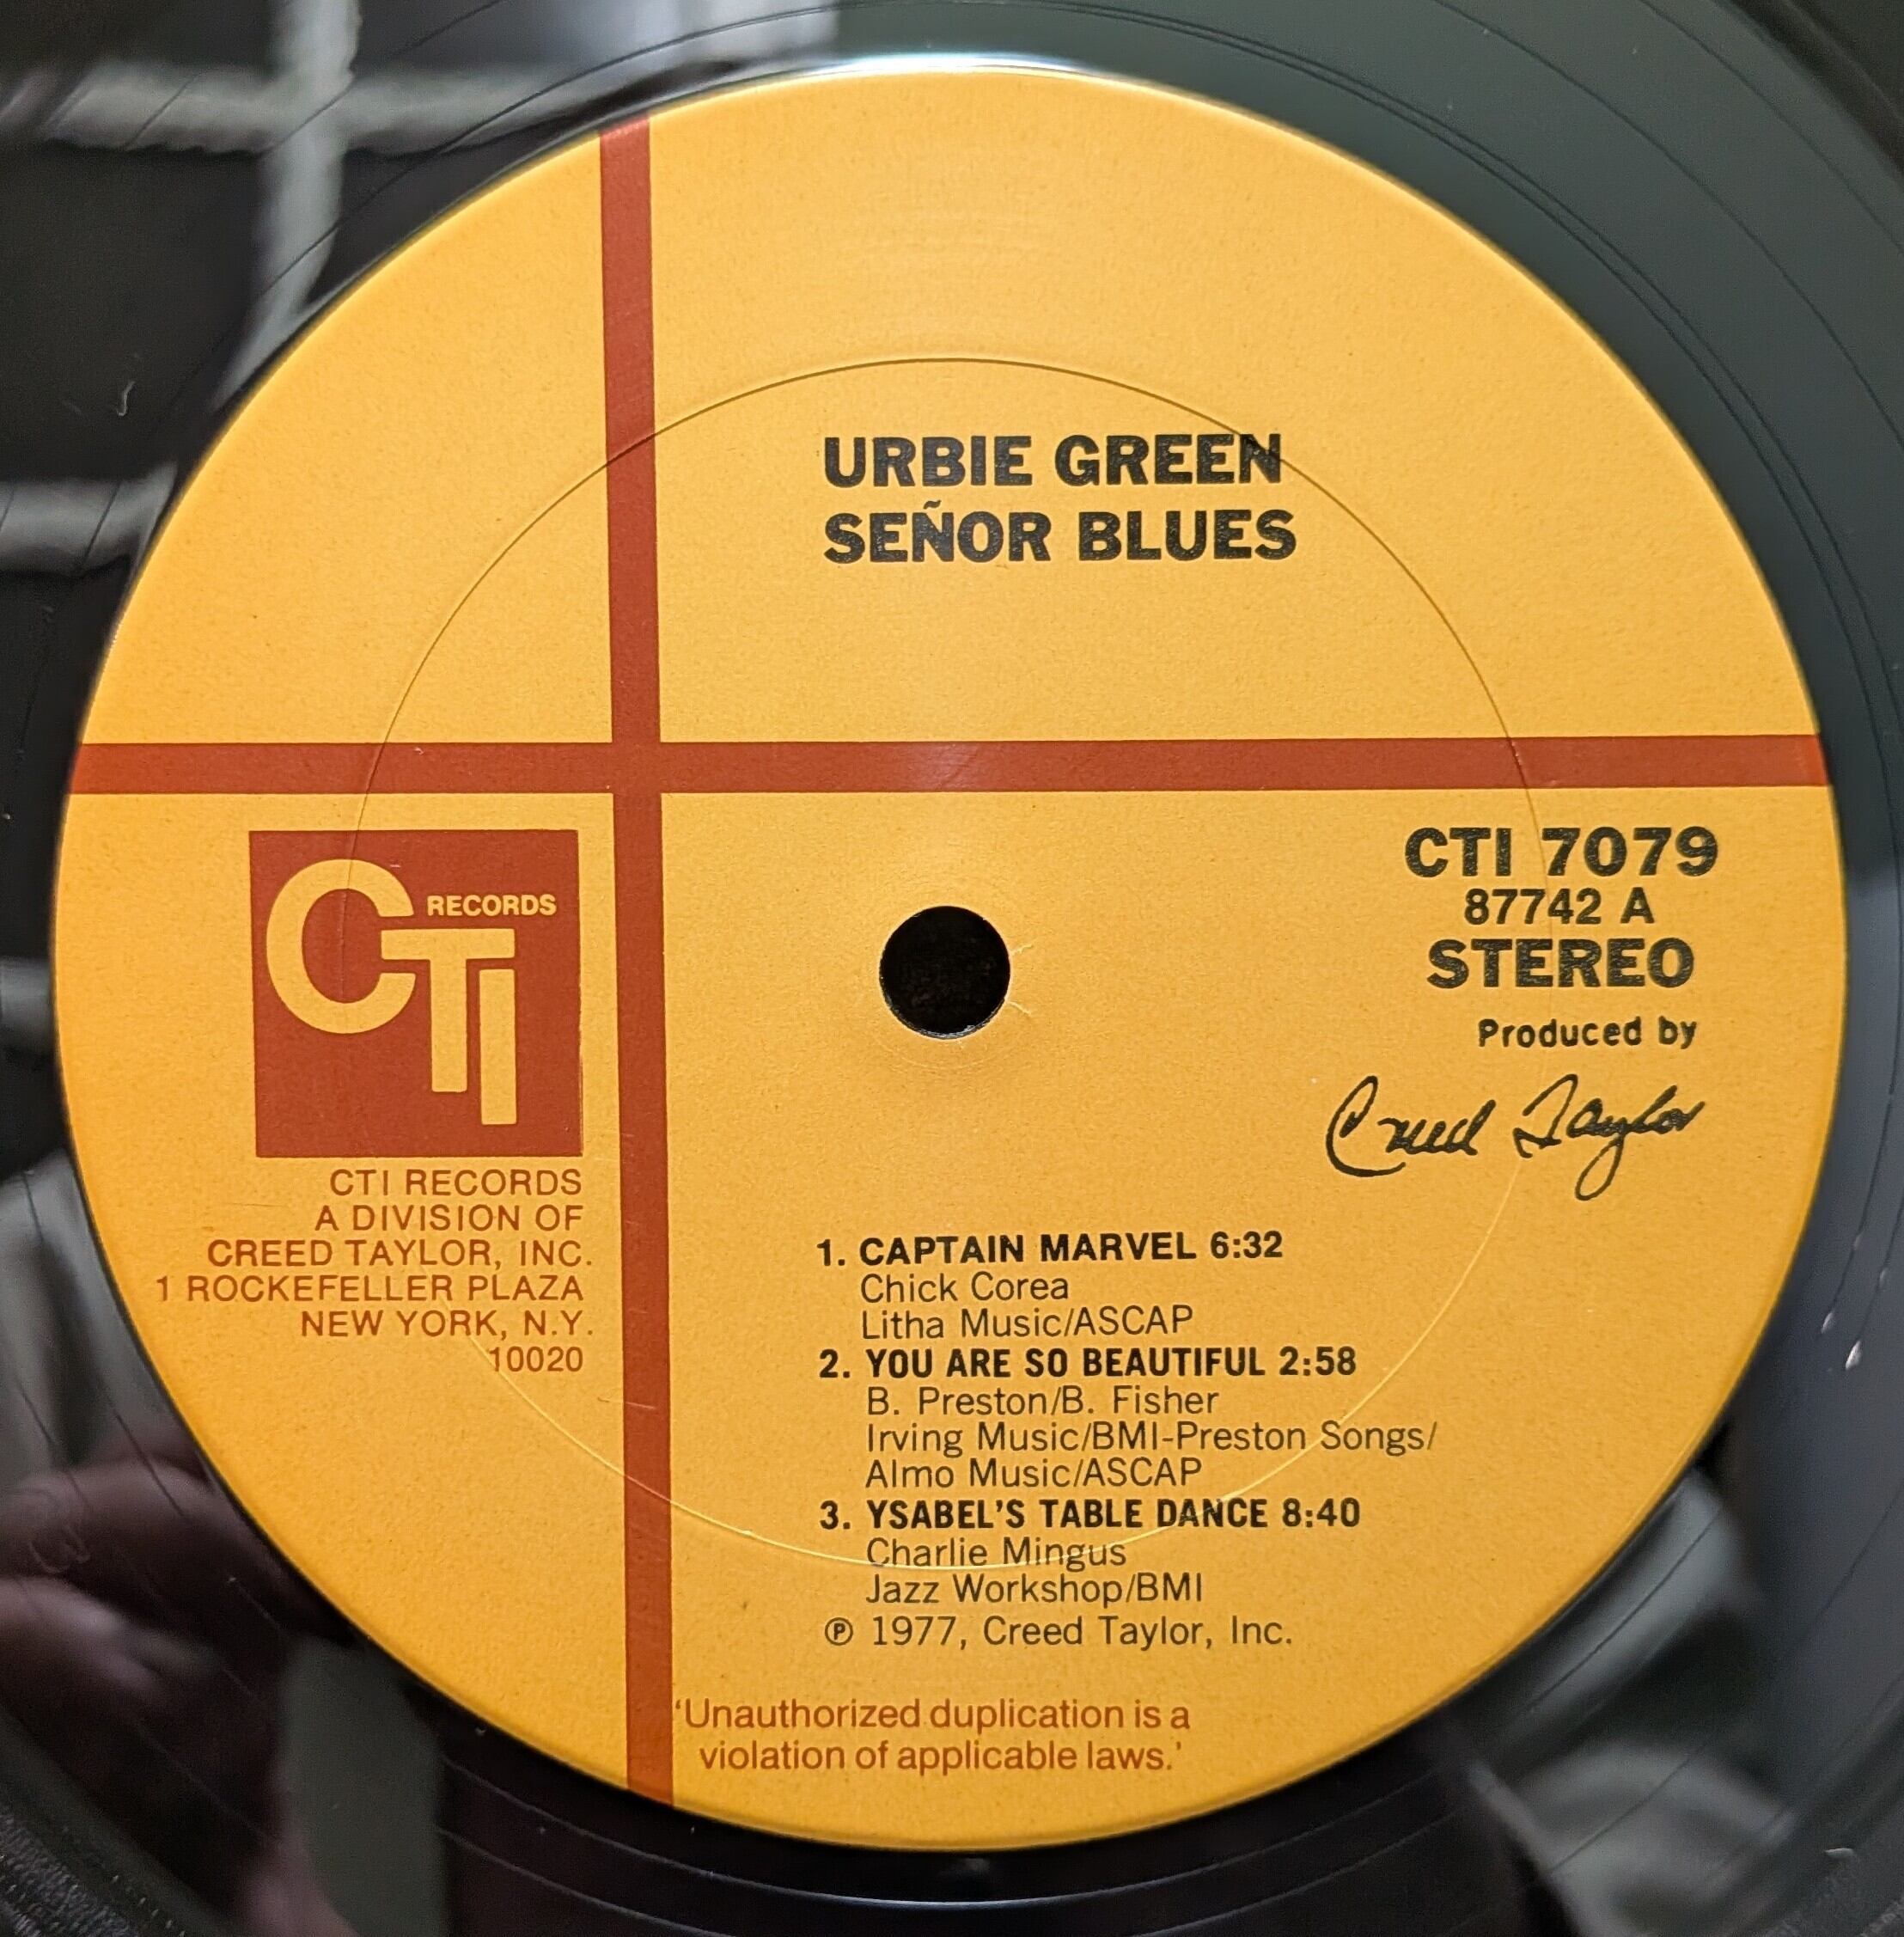 URBIE GREEN
SEÑOR BLUES
CTI RECORDS
CTI RECORDS
A DIVISION OF
CREED TAYLOR, INC.
1 ROCKEFELLER PLAZA
NEW YORK, N.Y.
10020
CTI 7079
87742 A
STEREO
Produced by
Creed Taylor
1. CAPTAIN MARVEL 6:32
Chick Corea
Litha Music/ASCAP
2. YOU ARE SO BEAUTIFUL 2:58
B. Preston/B. Fisher
Irving Music/BMI-Preston Songs/
Almo Music/ASCAP
3. YSABEL'S TABLE DANCE 8:40
Charlie Mingus
Jazz Workshop/BMI
℗ 1977, Creed Taylor, Inc.
'Unauthorized duplication is a
violation of applicable laws.'